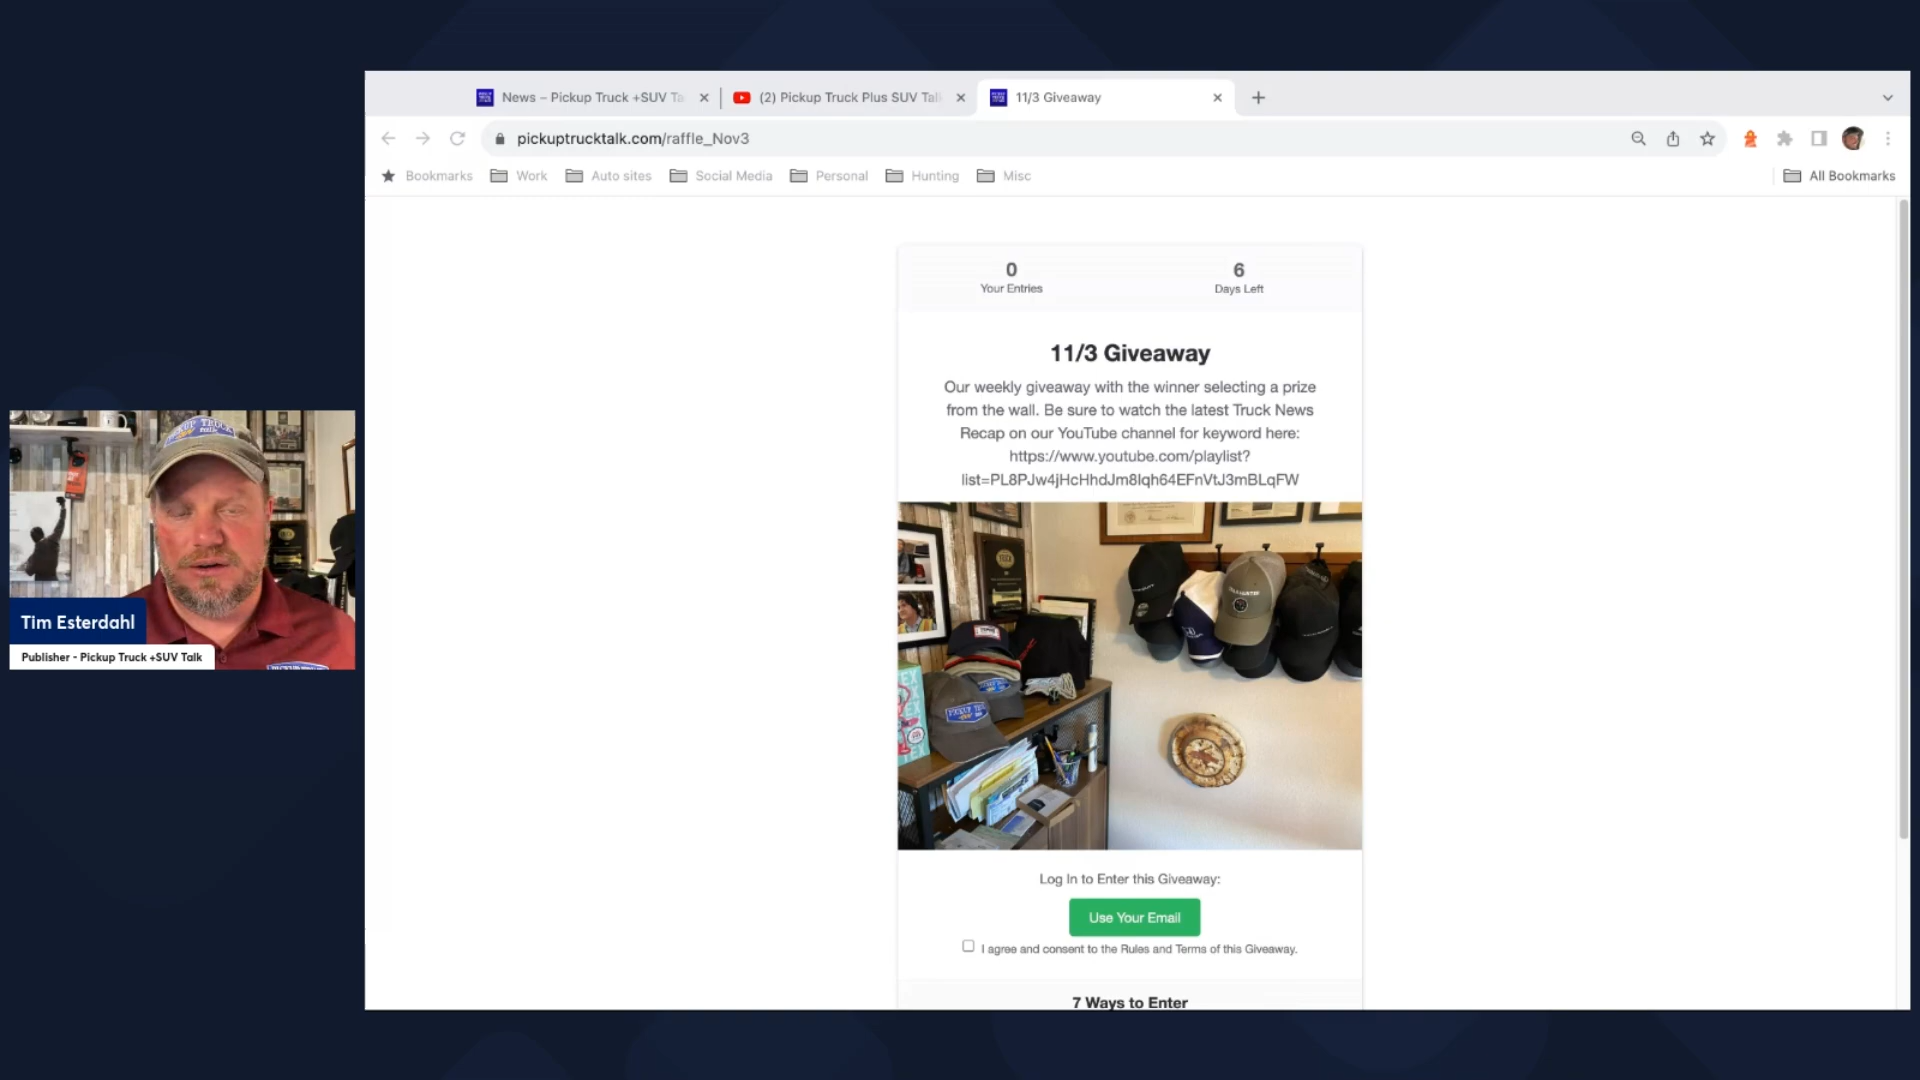 News – Pickup Truck +SUV Ta
(2) Pickup Truck Plus SUV Tal
11/3 Giveaway
pickuptrucktalk.com/raffle_Nov3
Bookmarks
Work
Auto sites
Social Media
Personal
Hunting
Misc
All Bookmarks
0
Your Entries
6
Days Left
11/3 Giveaway
Our weekly giveaway with the winner selecting a prize
from the wall. Be sure to watch the latest Truck News
Recap on our YouTube channel for keyword here:
https://www.youtube.com/playlist?
list=PL8PJw4jHcHhdJm8Iqh64EFnVtJ3mBLqFW
Log In to Enter this Giveaway:
Use Your Email
I agree and consent to the Rules and Terms of this Giveaway.
7 Ways to Enter
Tim Esterdahl
Publisher - Pickup Truck +SUV Talk